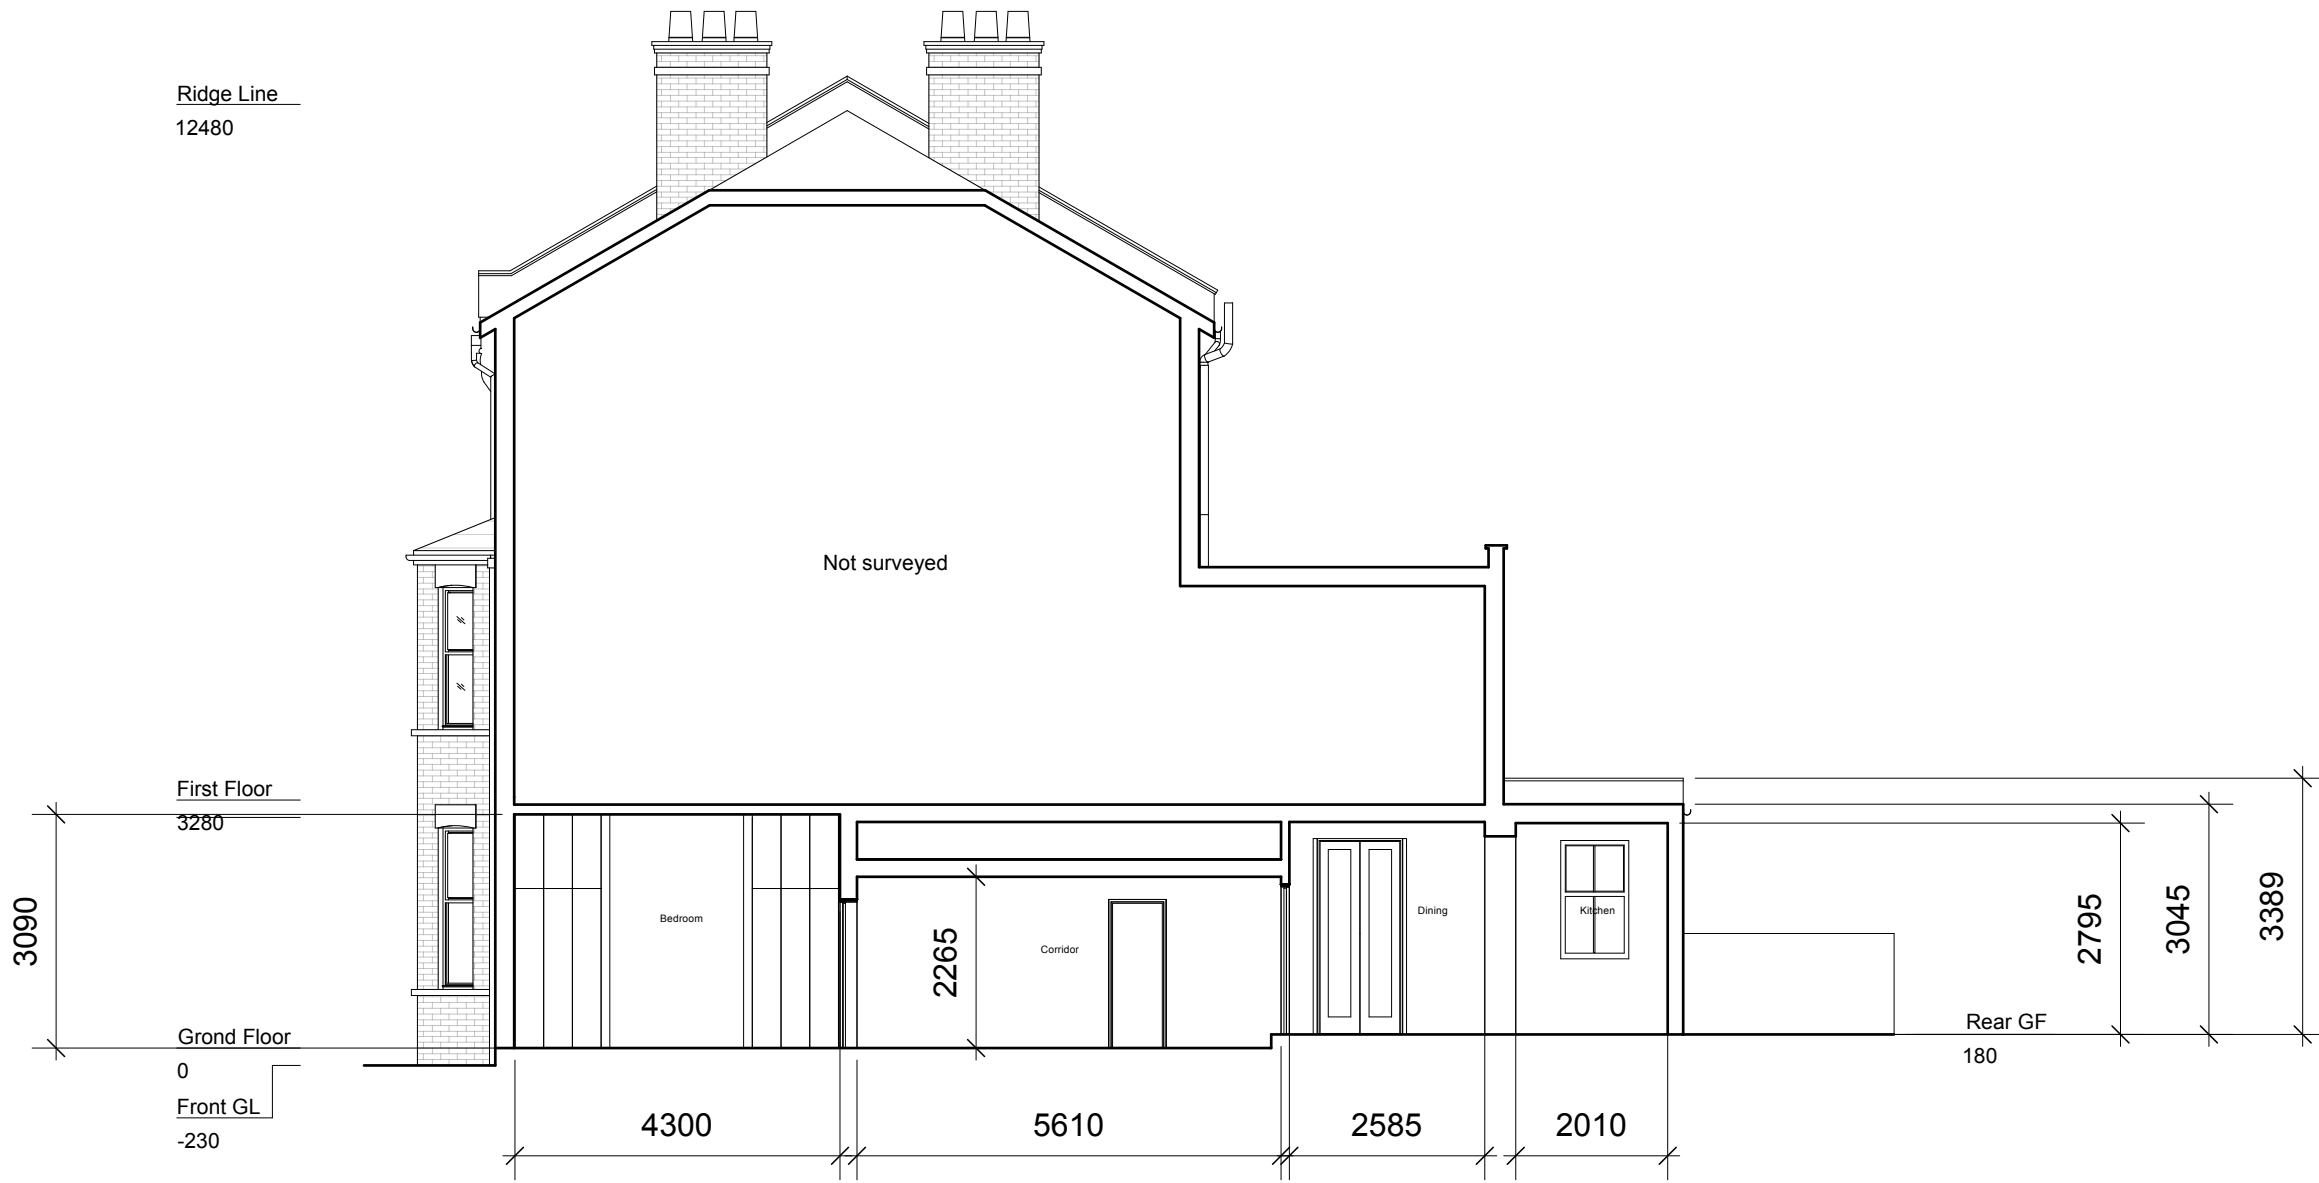 Ridge Line
12480
Not surveyed
First Floor
3280
3090
Bedroom
Corridor
2265
Dining
Kitchen
2795
3045
3389
Grond Floor
0
Front GL
-230
Rear GF
180
4300
5610
2585
2010